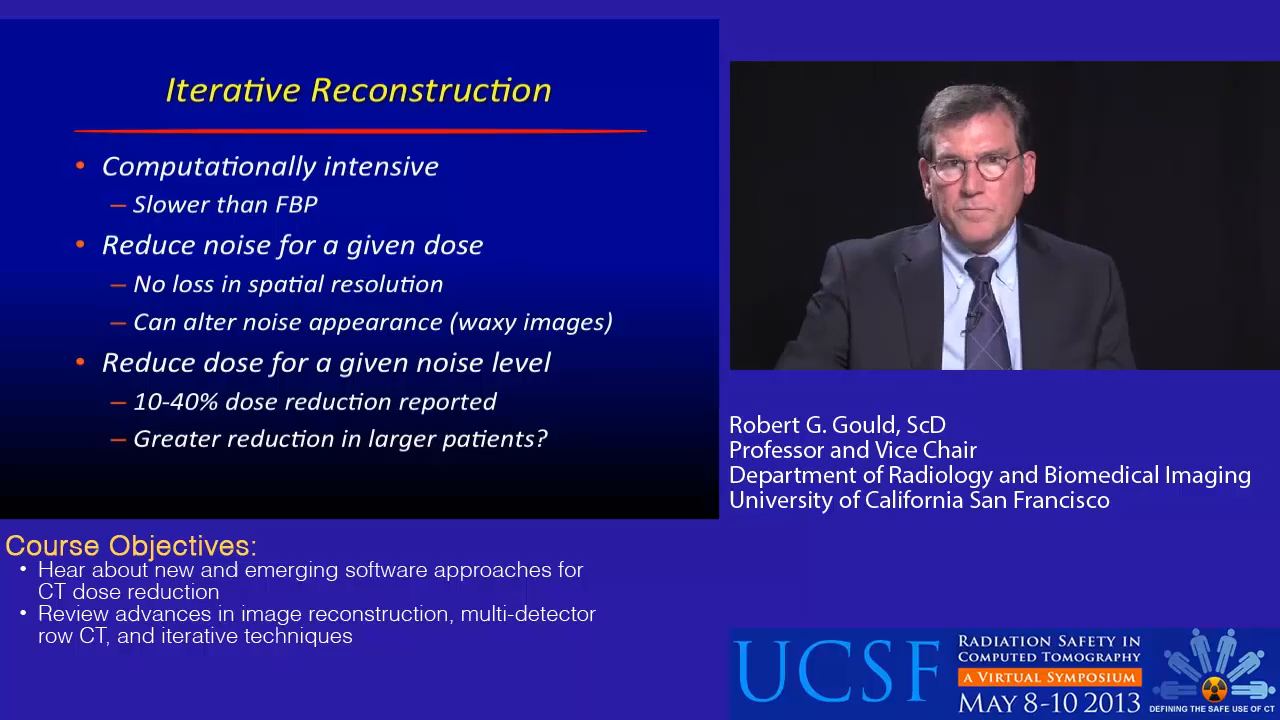 Iterative Reconstruction
• Computationally intensive
– Slower than FBP
• Reduce noise for a given dose
– No loss in spatial resolution
– Can alter noise appearance (waxy images)
• Reduce dose for a given noise level
– 10-40% dose reduction reported
– Greater reduction in larger patients?
Robert G. Gould, ScD
Professor and Vice Chair
Department of Radiology and Biomedical Imaging
University of California San Francisco
Course Objectives:
• Hear about new and emerging software approaches for
CT dose reduction
• Review advances in image reconstruction, multi-detector
row CT, and iterative techniques
UCSF
Radiation Safety in
Computed Tomography
A Virtual Symposium
May 8-10 2013
DEFINING THE SAFE USE OF CT